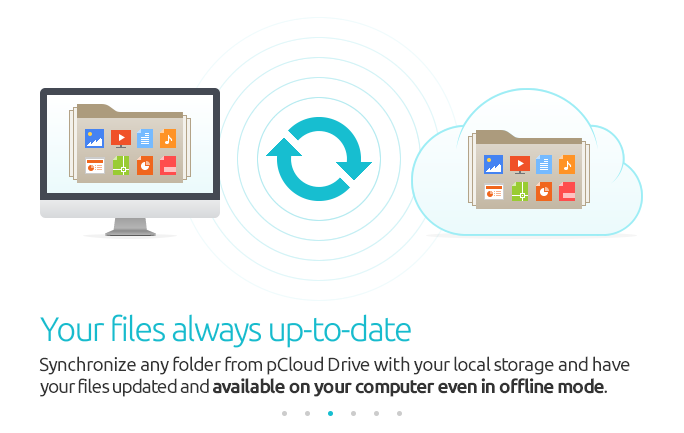 Your files always up-to-date
Synchronize any folder from pCloud Drive with your local storage and have
your files updated and available on your computer even in offline mode.